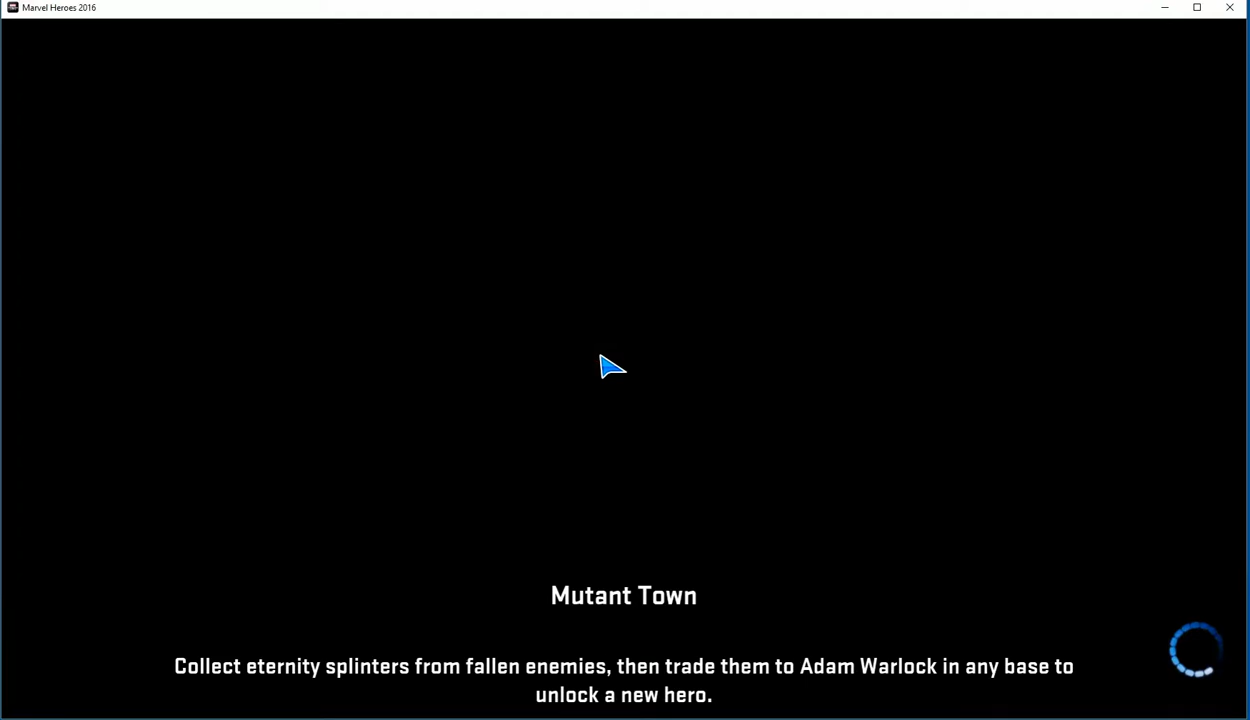 Marvel Heroes 2016
Mutant Town
Collect eternity splinters from fallen enemies, then trade them to Adam Warlock in any base to
unlock a new hero.